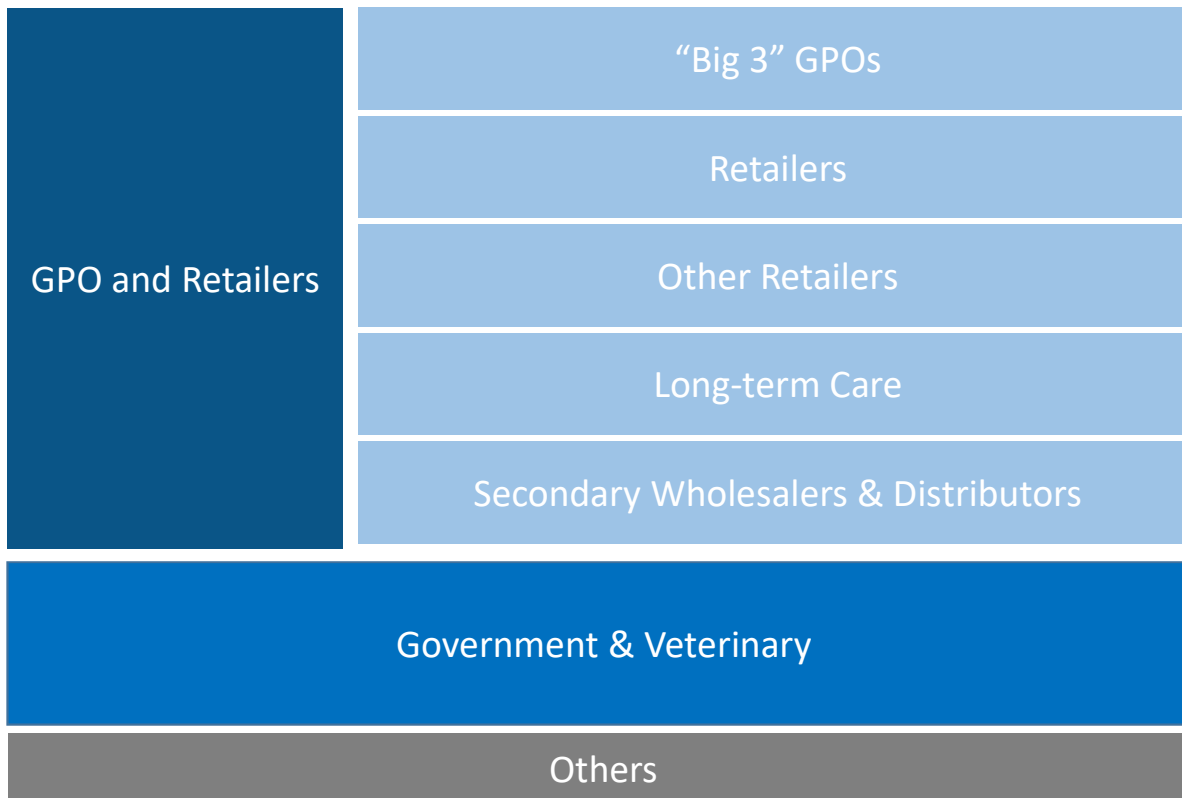 GPO and Retailers
“Big 3” GPOs
Retailers
Other Retailers
Long-term Care
Secondary Wholesalers & Distributors
Government & Veterinary
Others